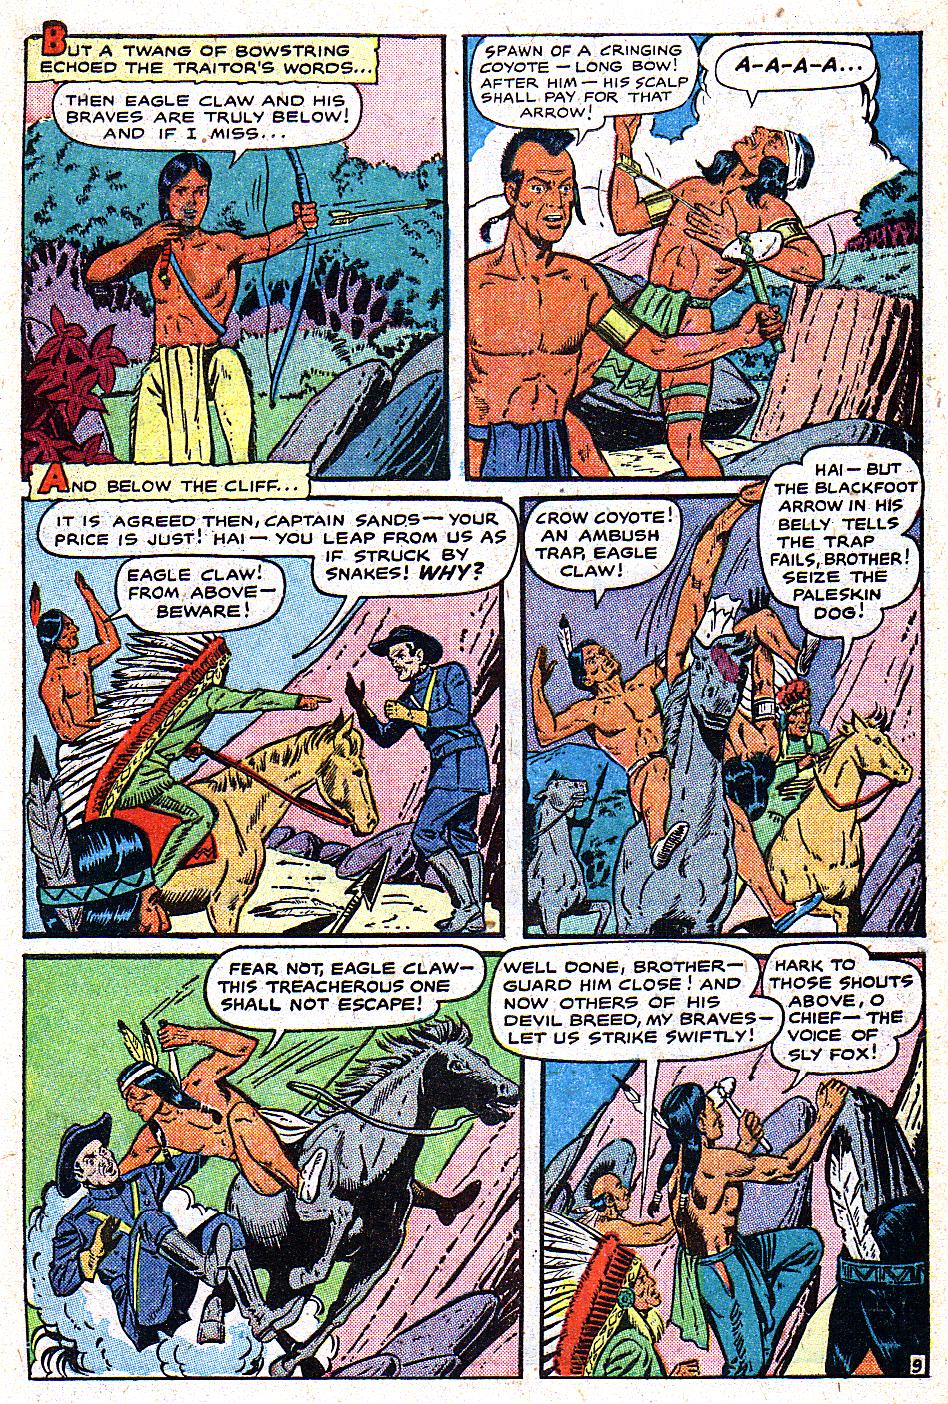 BUT A TWANG OF BOWSTRING
ECHOED THE TRAITOR'S WORDS...
THEN EAGLE CLAW AND HIS
BRAVES ARE TRULY BELOW!
AND IF I MISS...
SPAWN OF A CRINGING
COYOTE — LONG BOW!
AFTER HIM — HIS SCALP
SHALL PAY FOR THAT
ARROW!
A-A-A-A...
AND BELOW THE CLIFF...
IT IS AGREED THEN, CAPTAIN SANDS — YOUR
PRICE IS JUST! HAI — YOU LEAP FROM US AS
IF STRUCK BY
SNAKES! WHY?
EAGLE CLAW!
FROM ABOVE —
BEWARE!
CROW COYOTE!
AN AMBUSH
TRAP, EAGLE
CLAW!
HAI — BUT
THE BLACKFOOT
ARROW IN HIS
BELLY TELLS
THE TRAP
FAILS, BROTHER!
SEIZE THE
PALESKIN
DOG!
FEAR NOT, EAGLE CLAW —
THIS TREACHEROUS ONE
SHALL NOT ESCAPE!
WELL DONE, BROTHER —
GUARD HIM CLOSE! AND
NOW OTHERS OF HIS
DEVIL BREED, MY BRAVES —
LET US STRIKE SWIFTLY!
HARK TO
THOSE SHOUTS
ABOVE, O
CHIEF — THE
VOICE OF
SLY FOX!
9